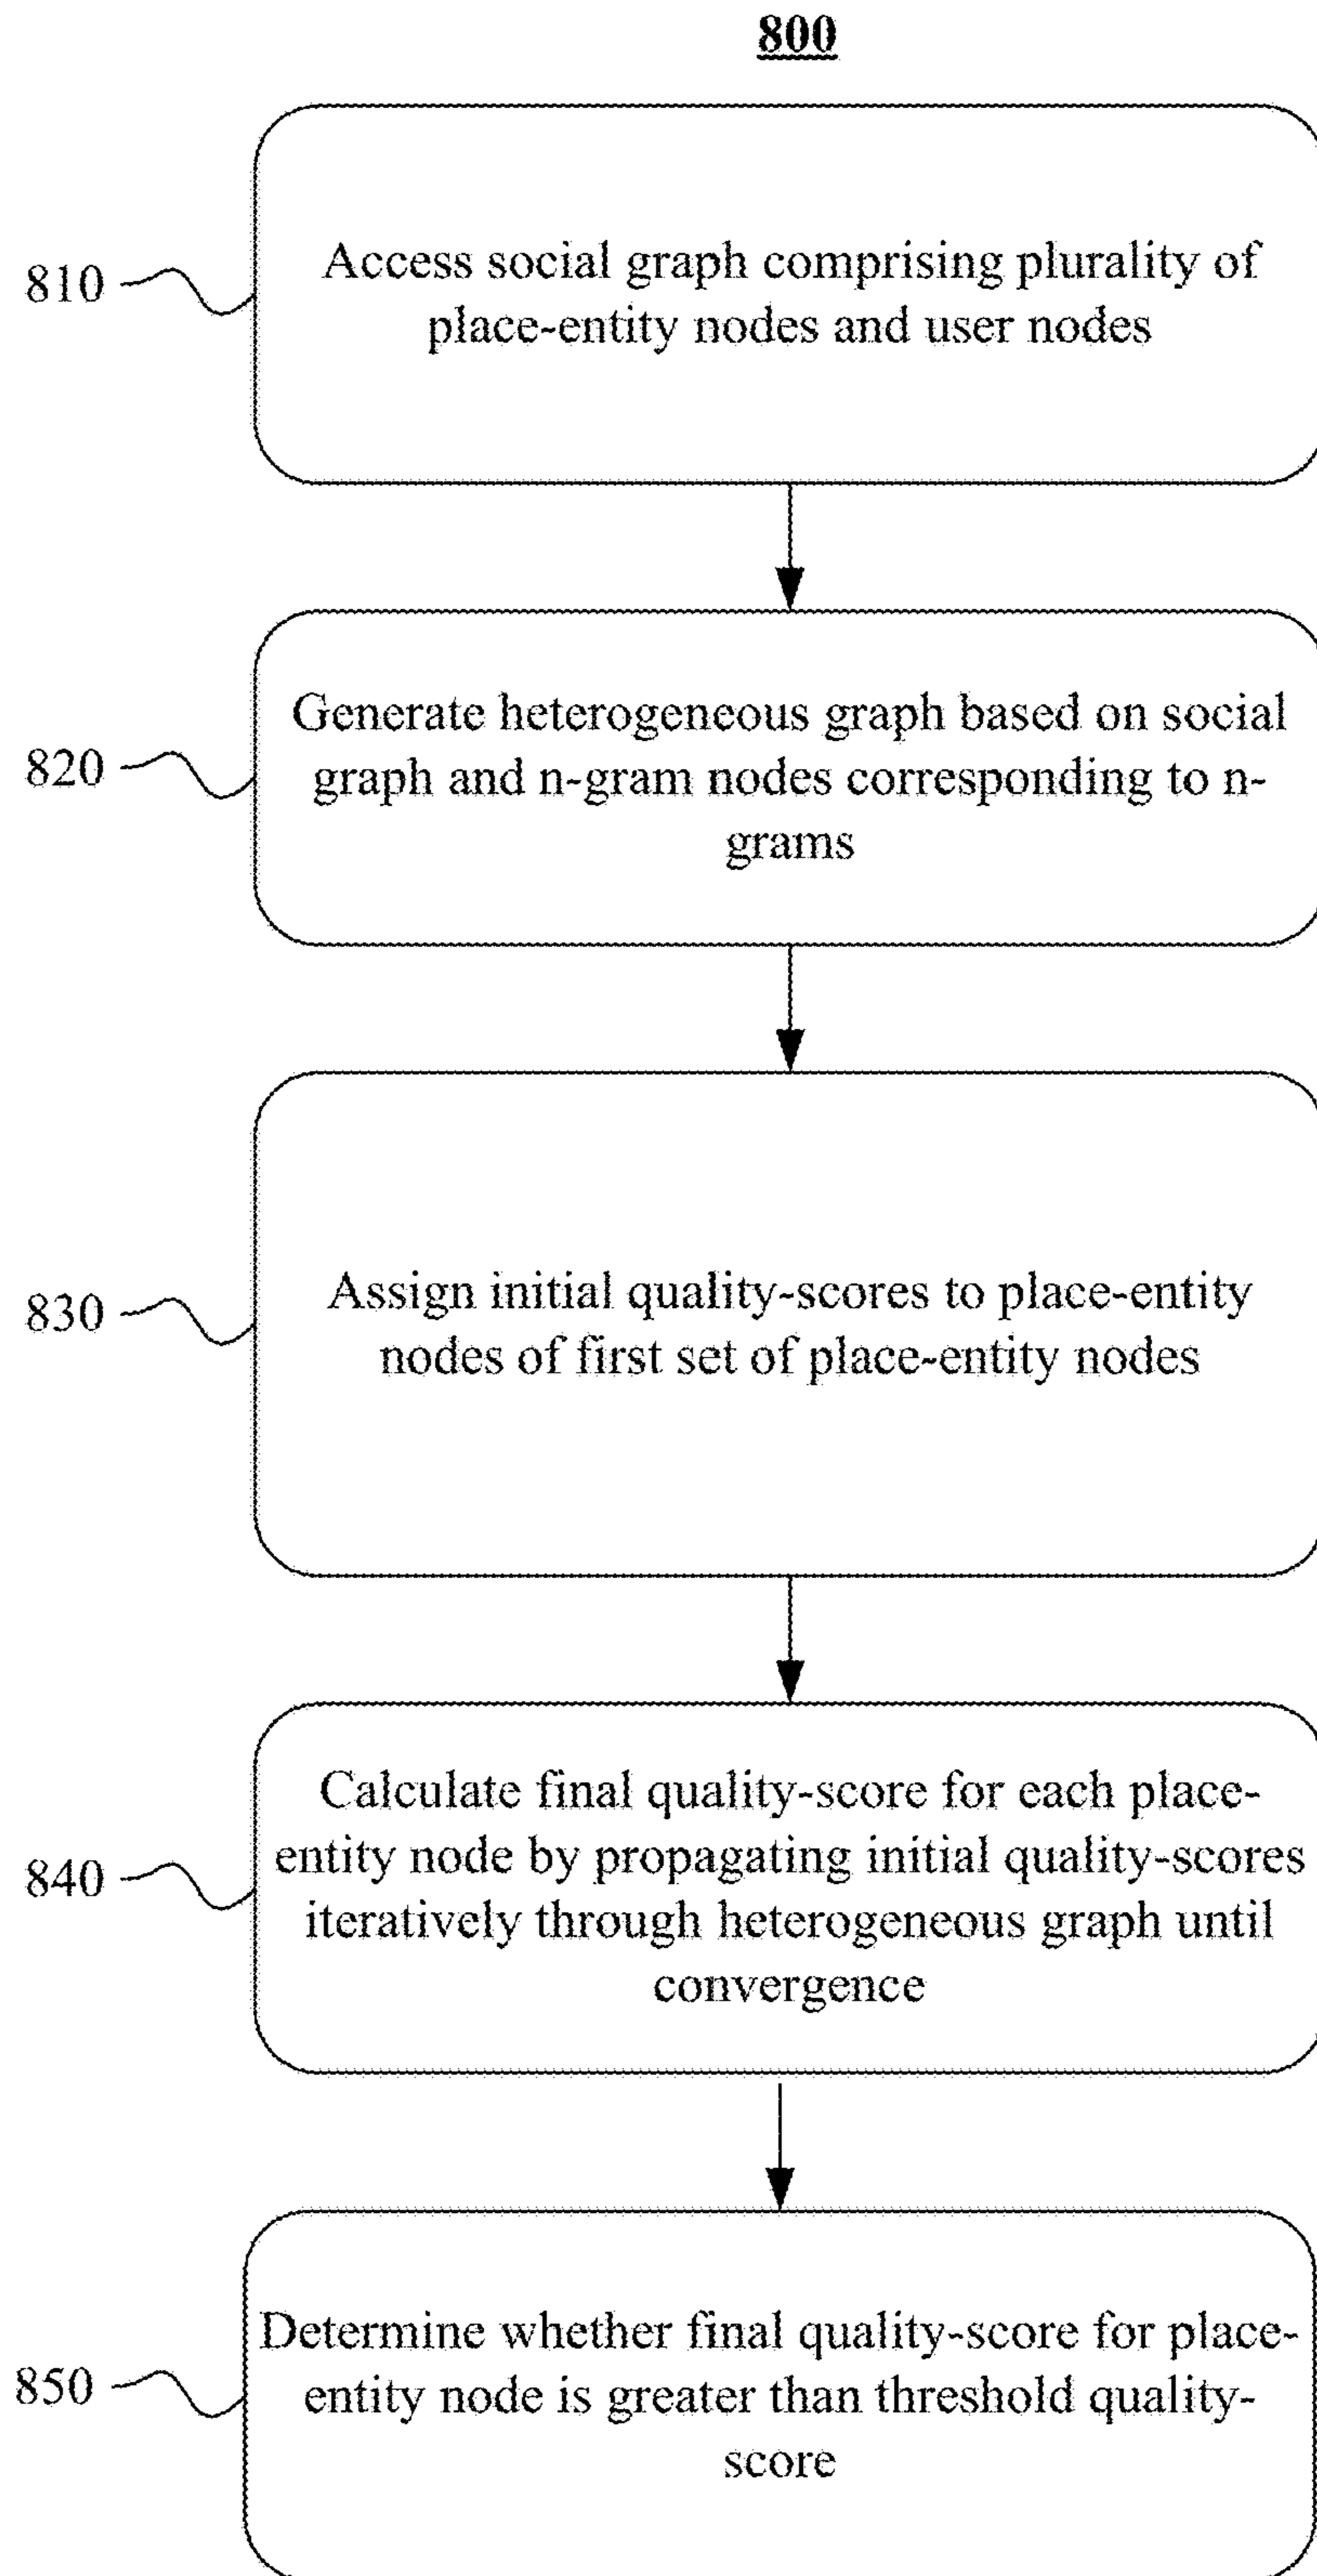 800
810
Access social graph comprising plurality of
place-entity nodes and user nodes
820
Generate heterogeneous graph based on social
graph and n-gram nodes corresponding to n-
grams
830
Assign initial quality-scores to place-entity
nodes of first set of place-entity nodes
840
Calculate final quality-score for each place-
entity node by propagating initial quality-scores
iteratively through heterogeneous graph until
convergence
850
Determine whether final quality-score for place-
entity node is greater than threshold quality-
score